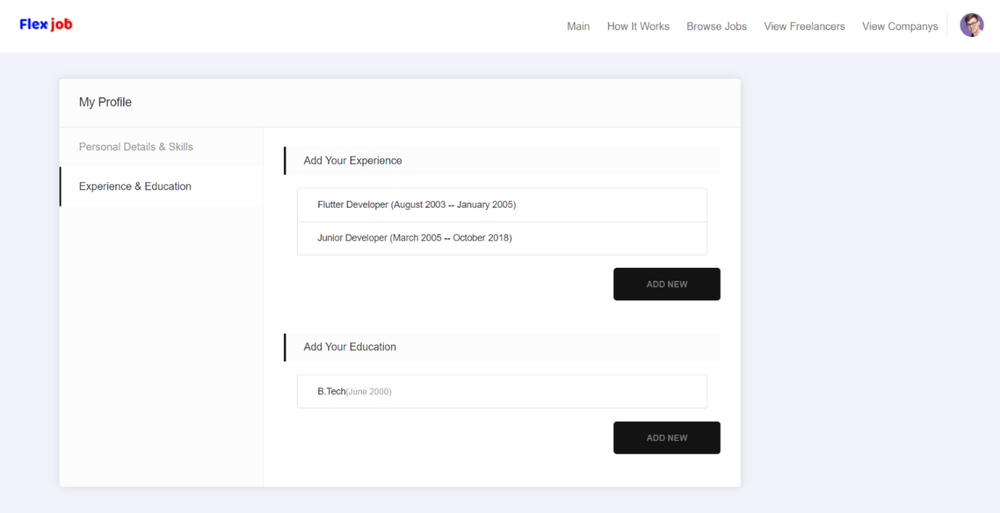 Flex job
Main How It Works Browse Jobs View Freelancers View Companys
My Profile
Personal Details & Skills
Experience & Education
Add Your Experience
Flutter Developer (August 2003 -- January 2005)
Junior Developer (March 2005 -- October 2018)
ADD NEW
Add Your Education
B.Tech(June 2000)
ADD NEW